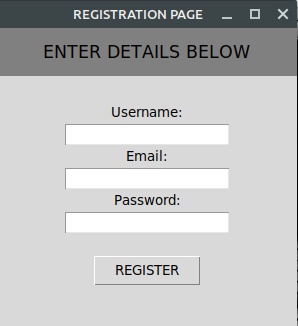 REGISTRATION PAGE
ENTER DETAILS BELOW
Username:
Email:
Password:
REGISTER